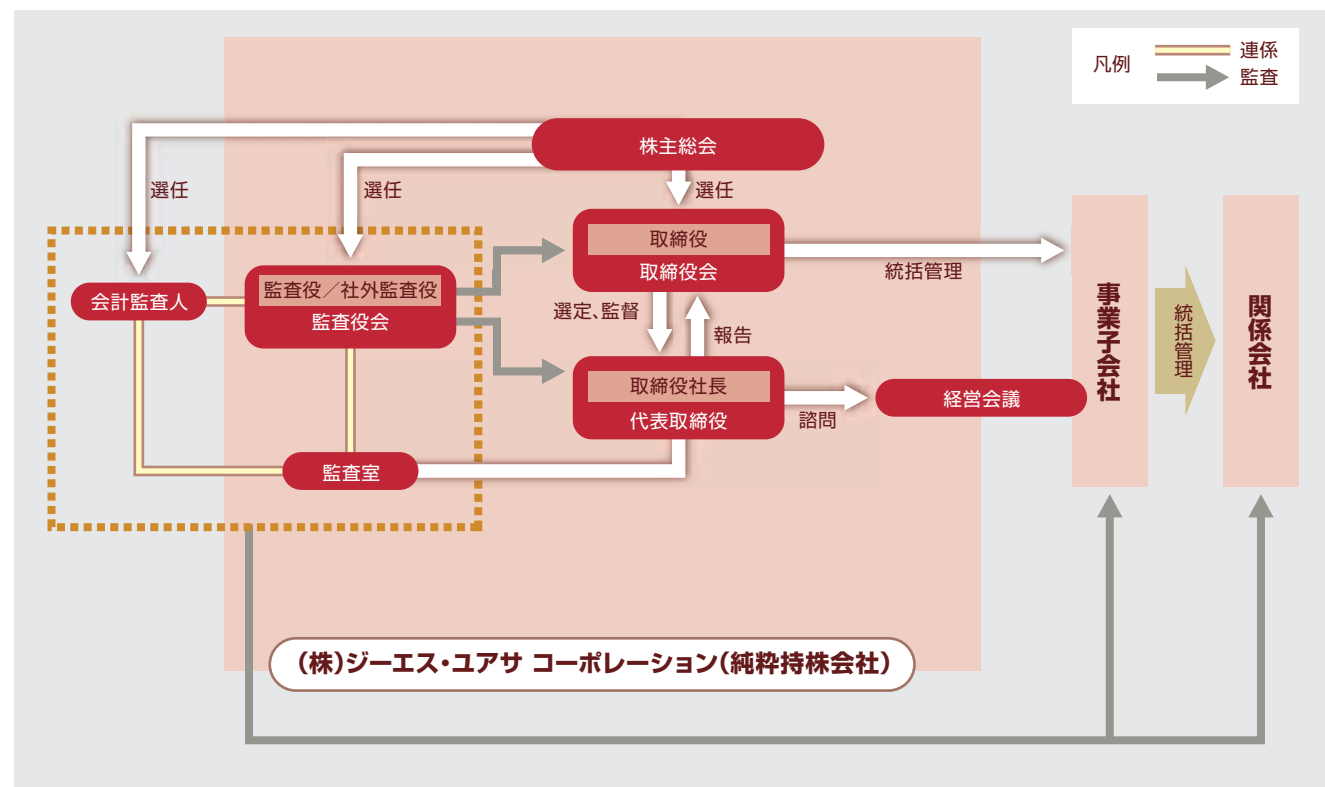 凡例
連係
監査
株主総会
選任
選任
選任
取締役
取締役会
統括管理
会計監査人
監査役／社外監査役
監査役会
選定、監督
報告
取締役社長
代表取締役
諮問
経営会議
監査室
事業子会社
統括管理
関係会社
(株)ジーエス・ユアサ コーポレーション(純粋持株会社)